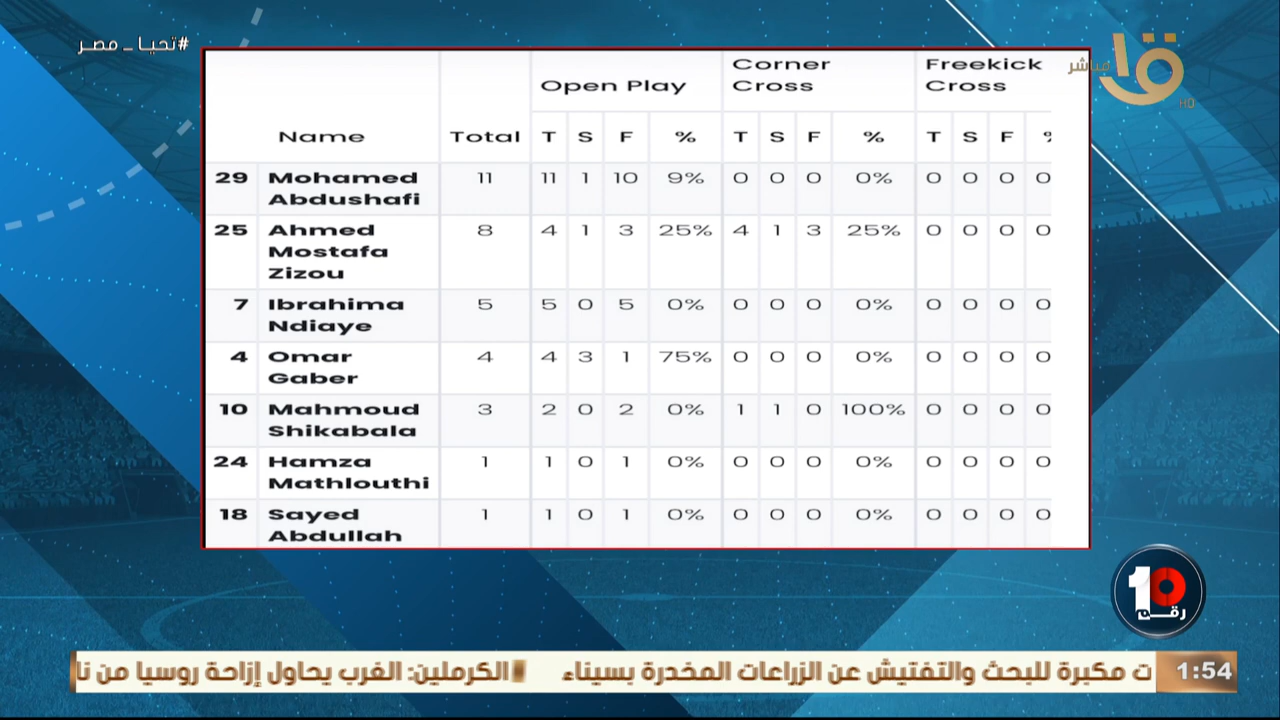 #تحيا_مصر
مباشر
HD
Open Play Corner Cross Freekick Cross
Name Total T S F % T S F % T S F
29 Mohamed Abdushafi 11 11 1 10 9% 0 0 0 0% 0 0 0 0
25 Ahmed Mostafa Zizou 8 4 1 3 25% 4 1 3 25% 0 0 0 0
7 Ibrahima Ndiaye 5 5 0 5 0% 0 0 0 0% 0 0 0 0
4 Omar Gaber 4 4 3 1 75% 0 0 0 0% 0 0 0 0
10 Mahmoud Shikabala 3 2 0 2 0% 1 1 0 100% 0 0 0 0
24 Hamza Mathlouthi 1 1 0 1 0% 0 0 0 0% 0 0 0 0
18 Sayed Abdullah 1 1 0 1 0% 0 0 0 0% 0 0 0 0
رقم 10
1:54
ت مكبرة للبحث والتفتيش عن الزراعات المخدرة بسيناء الكرملين: الغرب يحاول إزاحة روسيا من نا